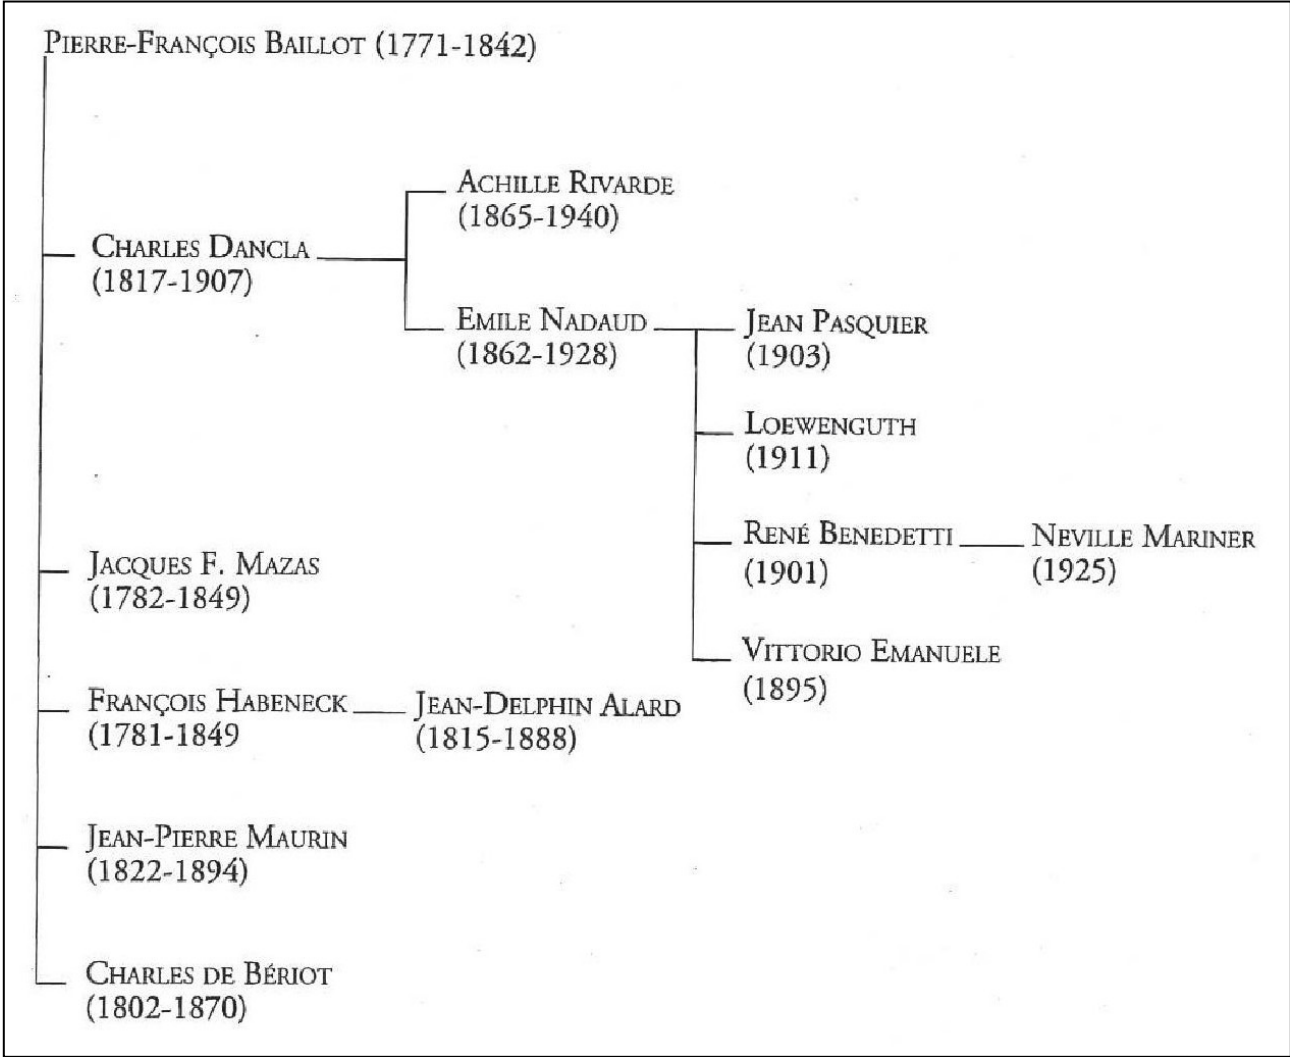 PIERRE-FRANÇOIS BAILLOT (1771-1842)
ACHILLE RIVARDE
(1865-1940)
CHARLES DANCLA
(1817-1907)
EMILE NADAUD
(1862-1928)
JEAN PASQUIER
(1903)
LOEWENGUTH
(1911)
RENÉ BENEDETTI
(1901)
NEVILLE MARINER
(1925)
JACQUES F. MAZAS
(1782-1849)
VITTORIO EMANUELE
(1895)
FRANÇOIS HABENECK
(1781-1849
JEAN-DELPHIN ALARD
(1815-1888)
JEAN-PIERRE MAURIN
(1822-1894)
CHARLES DE BÉRIOT
(1802-1870)